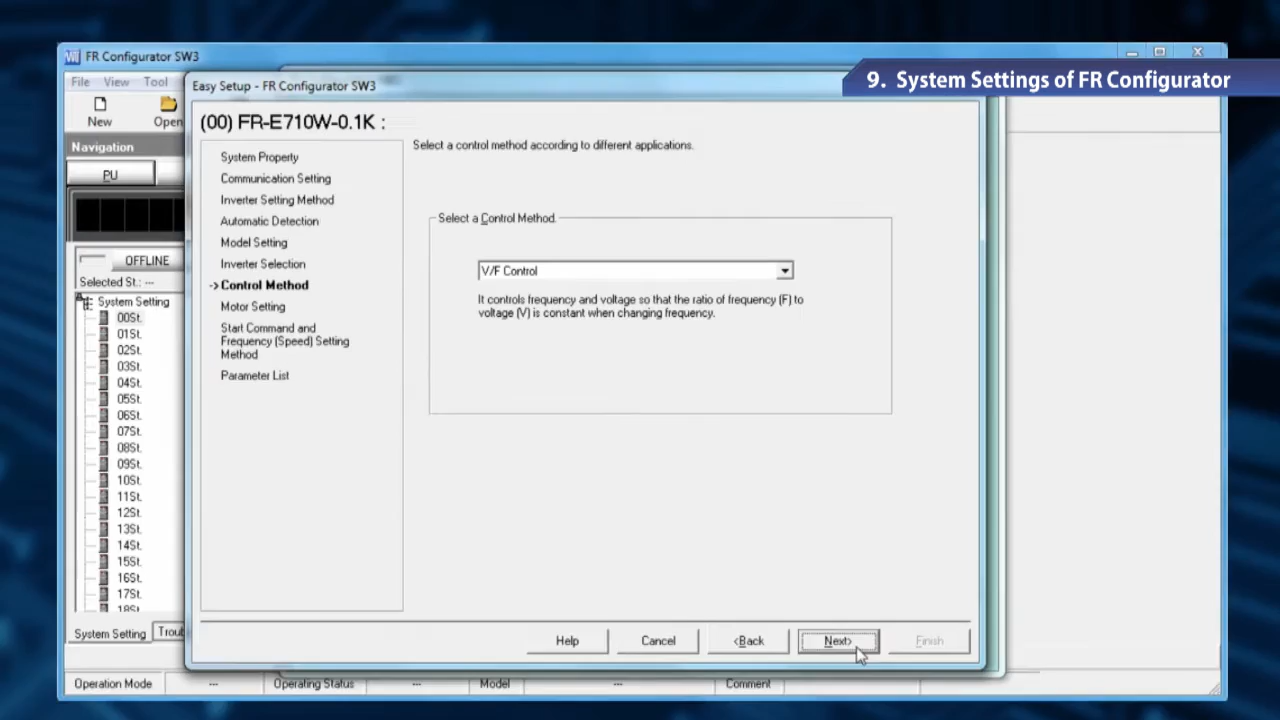 FR Configurator SW3
9. System Settings of FR Configurator
File View Tool
Easy Setup - FR Configurator SW3
New Open
(00) FR-E710W-0.1K :
Navigation
PU
OFFLINE
Selected St.: ---
System Setting
00St.
01St.
02St.
03St.
04St.
05St.
06St.
07St.
08St.
09St.
10St.
11St.
12St.
13St.
14St.
15St.
16St.
17St.
18St.
System Setting
System Property
Communication Setting
Inverter Setting Method
Automatic Detection
Model Setting
Inverter Selection
-> Control Method
Motor Setting
Start Command and
Frequency (Speed) Setting
Method
Parameter List
Select a control method according to different applications.
Select a Control Method.
V/F Control
It controls frequency and voltage so that the ratio of frequency (F) to
voltage (V) is constant when changing frequency.
Help Cancel <Back Next> Finish
Operation Mode --- Operating Status --- Model --- Comment